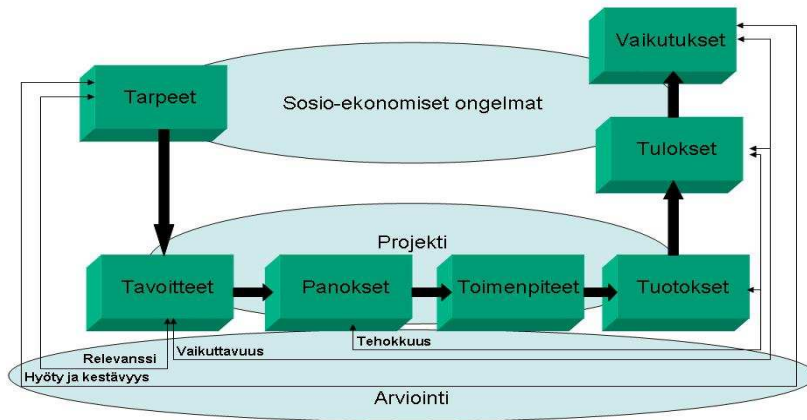 Vaikutukset
Tarpeet
Sosio-ekonomiset ongelmat
Tulokset
Projekti
Tavoitteet
Panokset
Toimenpiteet
Tuotokset
Relevanssi
Vaikuttavuus
Tehokkuus
Hyöty ja kestävyys
Arviointi